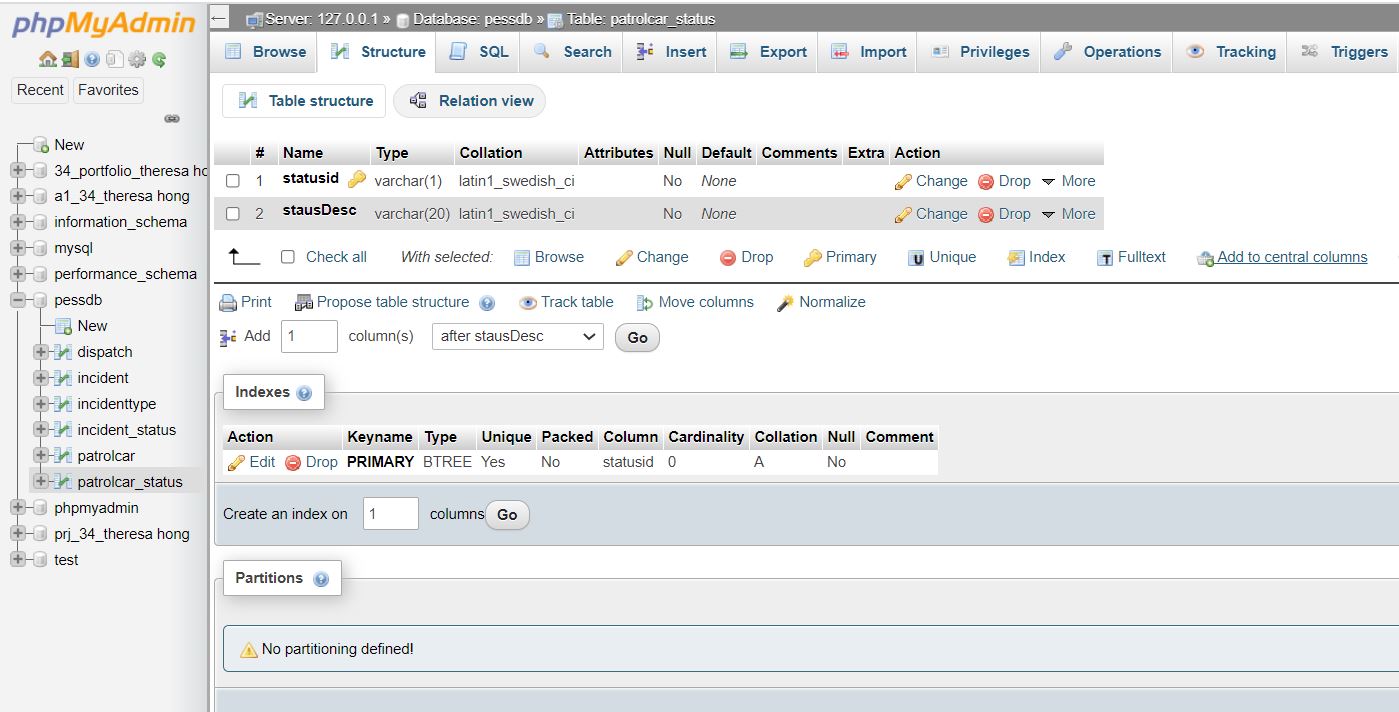 phpMyAdmin
Recent Favorites
New
34_portfolio_theresa ho
a1_34_theresa hong
information_schema
mysql
performance_schema
pessdb
New
dispatch
incident
incidenttype
incident_status
patrolcar
patrolcar_status
phpmyadmin
prj_34_theresa hong
test
Server: 127.0.0.1 » Database: pessdb » Table: patrolcar_status
Browse Structure SQL Search Insert Export Import Privileges Operations Tracking Triggers
Table structure Relation view
# Name Type Collation Attributes Null Default Comments Extra Action
1 statusid varchar(1) latin1_swedish_ci No None Change Drop More
2 stausDesc varchar(20) latin1_swedish_ci No None Change Drop More
Check all With selected: Browse Change Drop Primary Unique Index Fulltext Add to central columns
Print Propose table structure Track table Move columns Normalize
Add 1 column(s) after stausDesc Go
Indexes
Action Keyname Type Unique Packed Column Cardinality Collation Null Comment
Edit Drop PRIMARY BTREE Yes No statusid 0 A No
Create an index on 1 columns Go
Partitions
No partitioning defined!